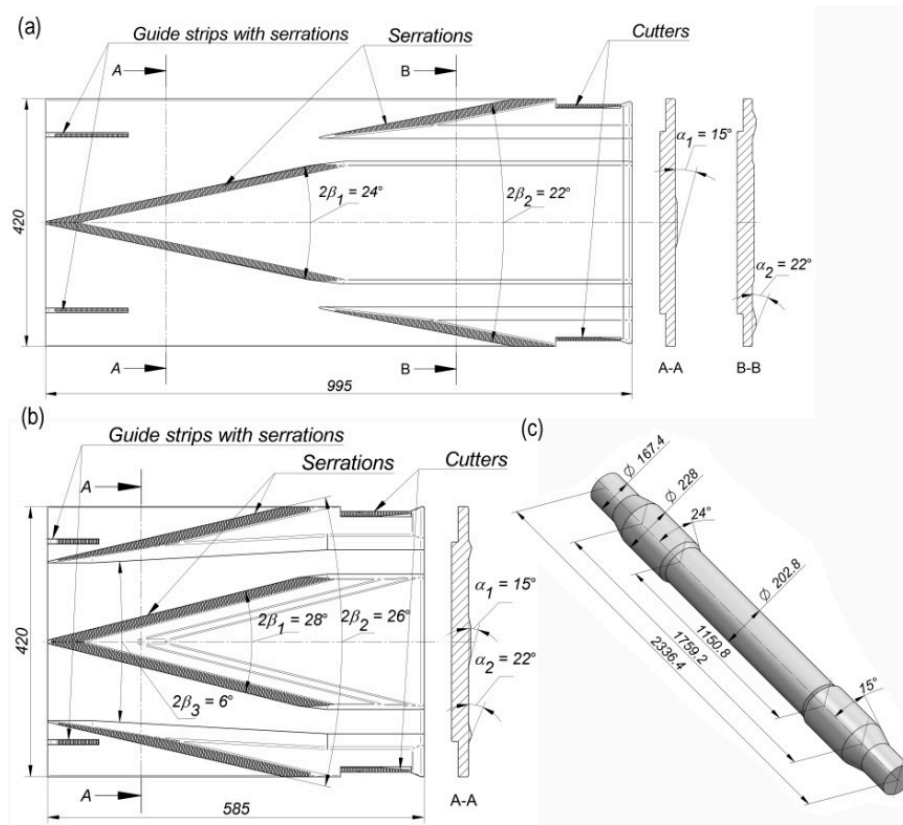 (a)
Guide strips with serrations
Serrations
Cutters
A
B
α1 = 15°
2β1 = 24°
2β2 = 22°
420
α2 = 22°
A
B
A-A
B-B
995
(b)
(c)
Guide strips with serrations
Serrations
Cutters
A
Ø 167.4
Ø 228
24°
Ø 202.8
α1 = 15°
2β1 = 28°
2β2 = 26°
420
1150.8
1759.2
2336.4
α2 = 22°
15°
2β3 = 6°
A
A-A
585